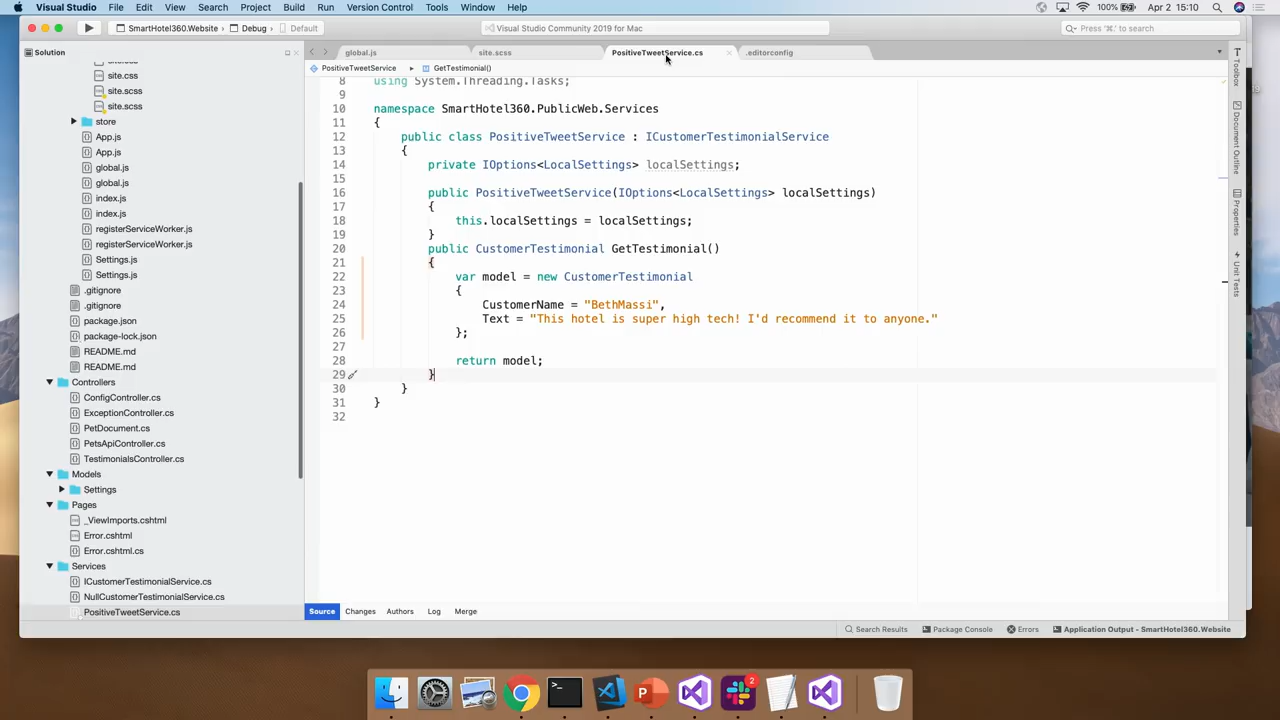 Visual Studio File Edit View Search Project Build Run Version Control Tools Window Help 100% Apr 2 15:10
SmartHotel360.Website Debug Default Visual Studio Community 2019 for Mac Press '⌘.' to search
Solution
global.js site.scss PositiveTweetService.cs .editorconfig
PositiveTweetService GetTestimonial()
site.css
site.scss
site.scss
store
App.js
App.js
global.js
global.js
index.js
index.js
registerServiceWorker.js
registerServiceWorker.js
Settings.js
Settings.js
.gitignore
.gitignore
package.json
package-lock.json
README.md
README.md
Controllers
ConfigController.cs
ExceptionController.cs
PetDocument.cs
PetsApiController.cs
TestimonialsController.cs
Models
Settings
Pages
_ViewImports.cshtml
Error.cshtml
Error.cshtml.cs
Services
ICustomerTestimonialService.cs
NullCustomerTestimonialService.cs
PositiveTweetService.cs
8 using System.Threading.Tasks;
9
10 namespace SmartHotel360.PublicWeb.Services
11 {
12 public class PositiveTweetService : ICustomerTestimonialService
13 {
14 private IOptions<LocalSettings> localSettings;
15
16 public PositiveTweetService(IOptions<LocalSettings> localSettings)
17 {
18 this.localSettings = localSettings;
19 }
20 public CustomerTestimonial GetTestimonial()
21 {
22 var model = new CustomerTestimonial
23 {
24 CustomerName = "BethMassi",
25 Text = "This hotel is super high tech! I'd recommend it to anyone."
26 };
27
28 return model;
29 }
30 }
31 }
32
Toolbox
Document Outline
Properties
Unit Tests
Source Changes Authors Log Merge
Search Results Package Console Errors Application Output - SmartHotel360.Website
2